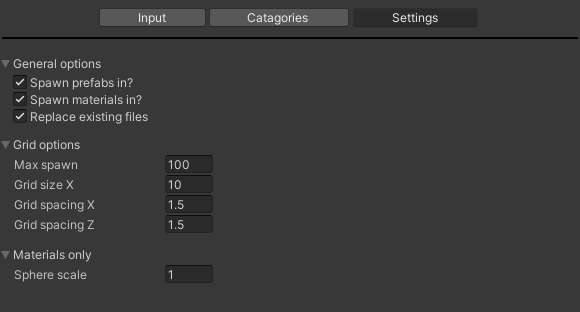 Input Catagories Settings
General options
Spawn prefabs in?
Spawn materials in?
Replace existing files
Grid options
Max spawn 100
Grid size X 10
Grid spacing X 1.5
Grid spacing Z 1.5
Materials only
Sphere scale 1